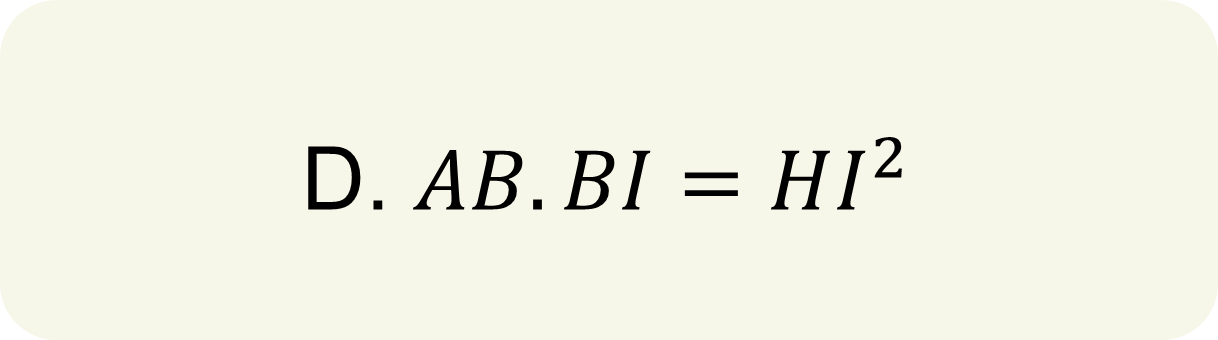 D. AB.BI = HI²